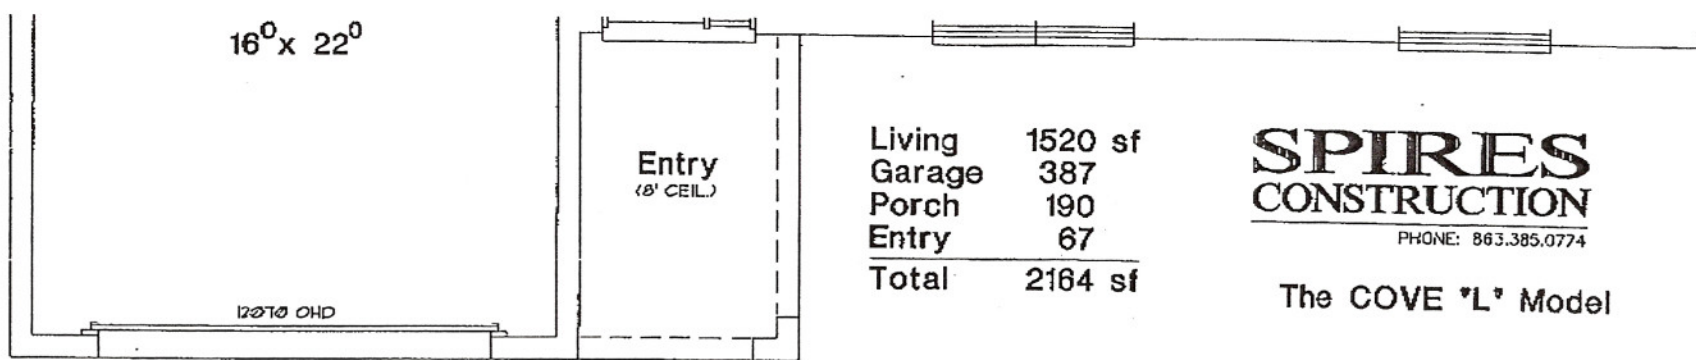 16⁰x 22⁰
Entry
(8' CEIL.)
12070 OHD
Living 1520 sf
Garage 387
Porch 190
Entry 67
Total 2164 sf
SPIRES
CONSTRUCTION
PHONE: 863.385.0774
The COVE "L" Model